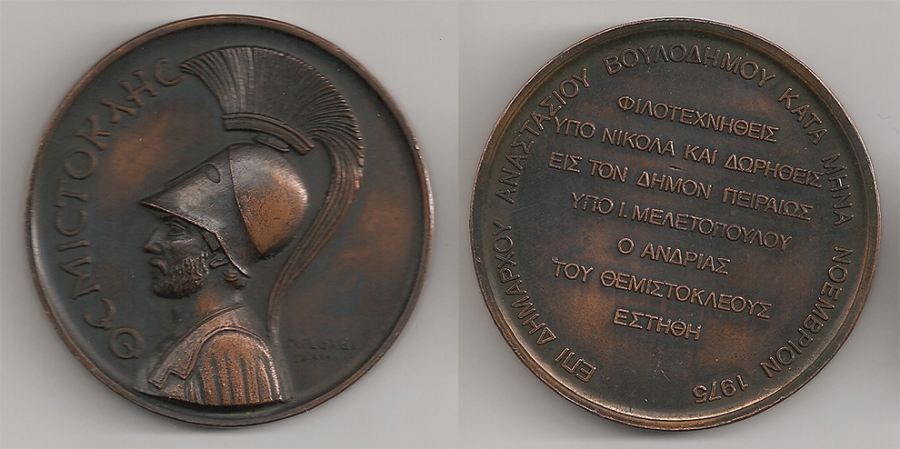 ΘϚΜΙϹΤΟΚΛΗϹ
ΕΠΙ ΔΗΜΑΡΧΟΥ ΑΝΑΣΤΑΣΙΟΥ ΒΟΥΛΟΔΗΜΟΥ ΚΑΤΑ ΜΗΝΑ ΝΟΕΜΒΡΙΟΝ 1975
ΦΙΛΟΤΕΧΝΗΘΕΙΣ
ΥΠΟ ΝΙΚΟΛΑ ΚΑΙ ΔΩΡΗΘΕΙΣ
ΕΙΣ ΤΟΝ ΔΗΜΟΝ ΠΕΙΡΑΙΩΣ
ΥΠΟ Ι. ΜΕΛΕΤΟΠΟΥΛΟΥ
Ο ΑΝΔΡΙΑΣ
ΤΟΥ ΘΕΜΙΣΤΟΚΛΕΟΥΣ
ΕΣΤΗΘΗ